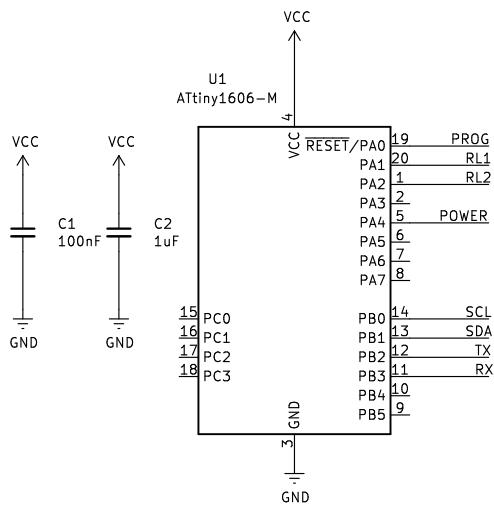 VCC
U1
ATtiny1606-M
4
VCC
VCC
VCC
C1
100nF
C2
1uF
GND
GND
RESET/PA0 19 PROG
PA1 20 RL1
PA2 1 RL2
PA3 2
PA4 5 POWER
PA5 6
PA6 7
PA7 8
15 PC0
16 PC1
17 PC2
18 PC3
PB0 14 SCL
PB1 13 SDA
PB2 12 TX
PB3 11 RX
PB4 10
PB5 9
GND
3
GND